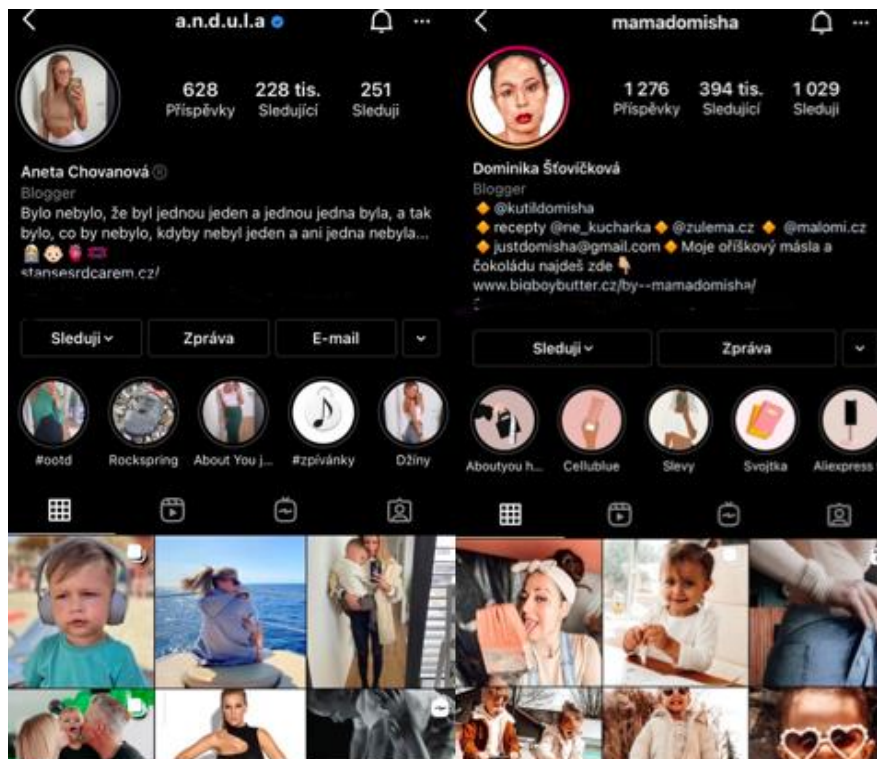 a.n.d.u.l.a
628
228 tis.
251
Příspěvky
Sledující
Sleduji
Aneta Chovanová ®
Blogger
Bylo nebylo, že byl jednou jeden a jednou jedna byla, a tak
bylo, co by nebylo, kdyby nebyl jeden a ani jedna nebyla...
stansesrdcarem.cz/
Sleduji
Zpráva
E-mail
#ootd
Rockspring
About You j...
#zpívánky
Džíny
mamadomisha
1 276
394 tis.
1 029
Příspěvky
Sledující
Sleduji
Dominika Šťovíčková
Blogger
@kutildomisha
recepty @ne_kucharka @zulema.cz @malomi.cz
justdomisha@gmail.com Moje oříškový másla a
čokoládu najdeš zde
www.bigboybutter.cz/by--mamadomisha/
Sleduji
Zpráva
Aboutyou h...
Cellublue
Slevy
Svojtka
Aliexpress